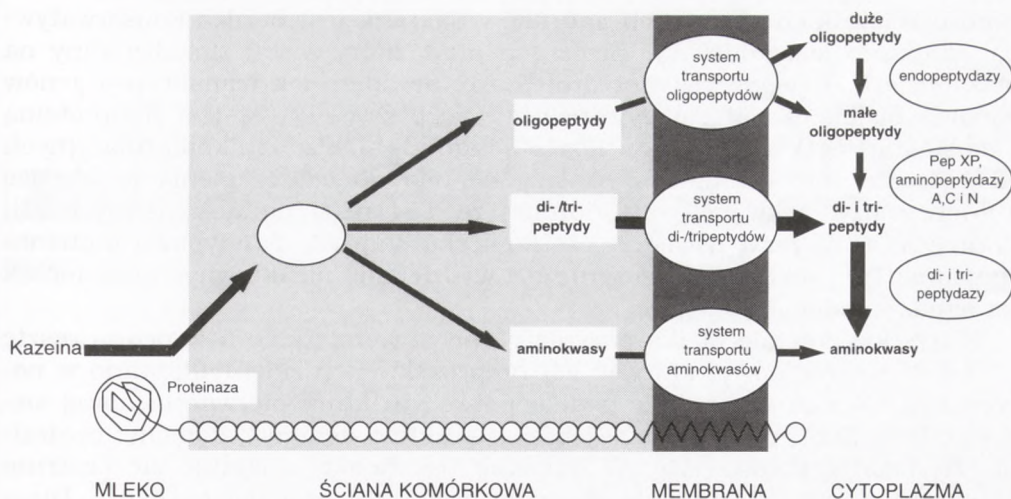 duże
oligopeptydy
system
transportu
oligopeptydów
endopeptydazy
oligopeptydy
małe
oligopeptydy
Pep XP,
aminopeptydazy
A,C i N
di- /tri-
peptydy
system
transportu
di-/tripeptydów
di- i tri-
peptydy
di- i tri-
peptydazy
Kazeina
aminokwasy
system
transportu
aminokwasów
aminokwasy
Proteinaza
MLEKO
ŚCIANA KOMÓRKOWA
MEMBRANA
CYTOPLAZMA